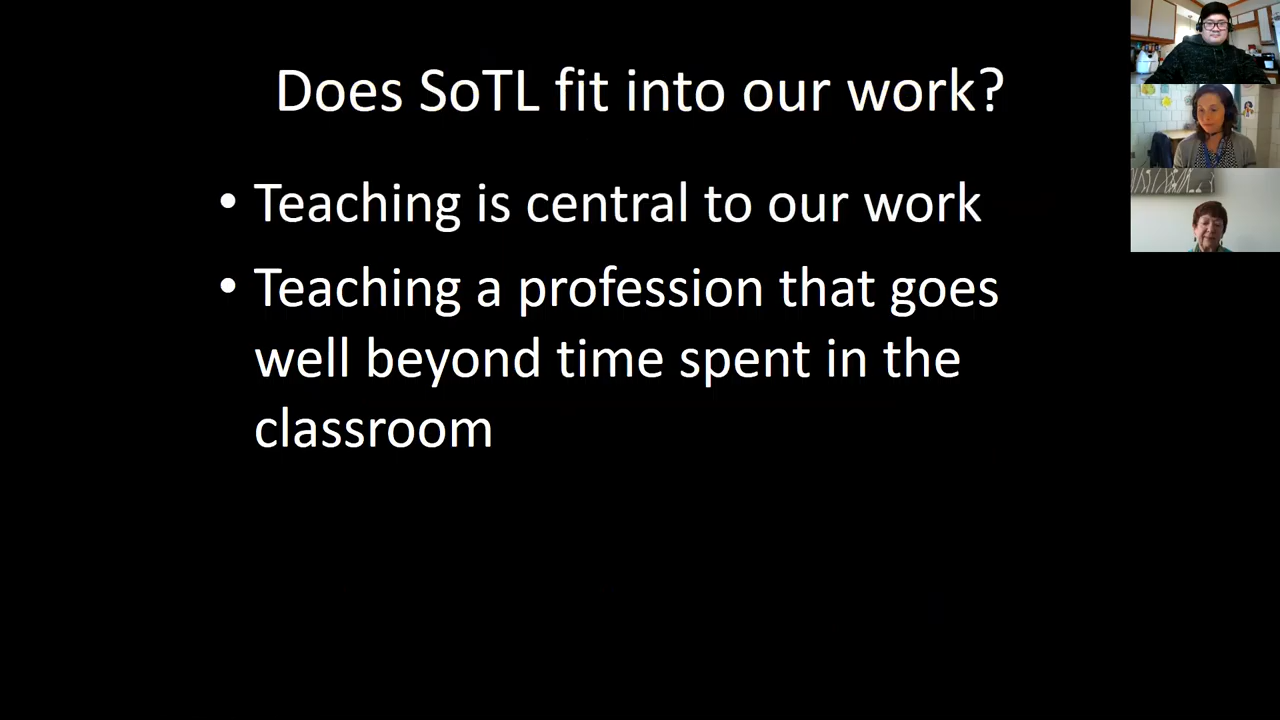 Does SoTL fit into our work?
• Teaching is central to our work
• Teaching a profession that goes
well beyond time spent in the
classroom